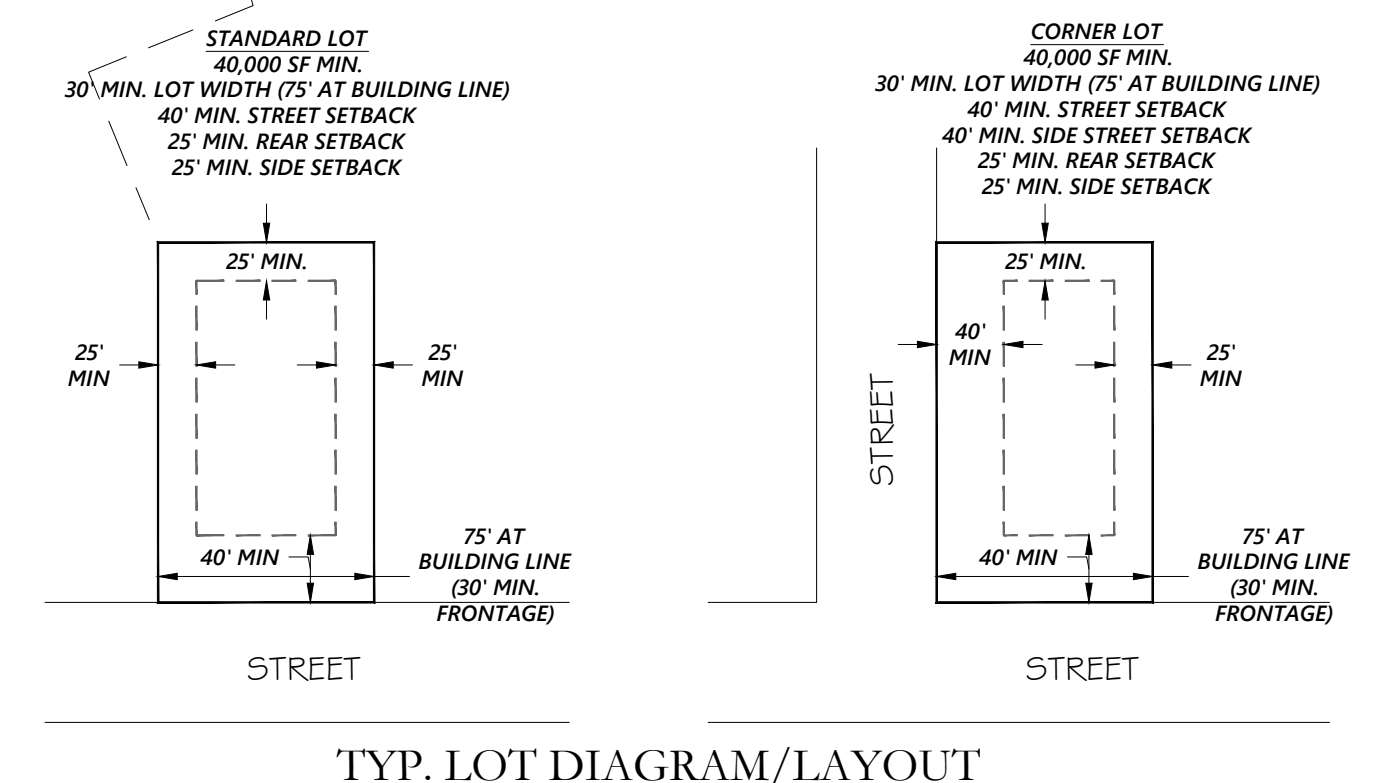 STANDARD LOT
40,000 SF MIN.
30' MIN. LOT WIDTH (75' AT BUILDING LINE)
40' MIN. STREET SETBACK
25' MIN. REAR SETBACK
25' MIN. SIDE SETBACK
25' MIN.
25'
MIN
25'
MIN
40' MIN
75' AT
BUILDING LINE
(30' MIN.
FRONTAGE)
STREET
CORNER LOT
40,000 SF MIN.
30' MIN. LOT WIDTH (75' AT BUILDING LINE)
40' MIN. STREET SETBACK
40' MIN. SIDE STREET SETBACK
25' MIN. REAR SETBACK
25' MIN. SIDE SETBACK
25' MIN.
40'
MIN
25'
MIN
STREET
40' MIN
75' AT
BUILDING LINE
(30' MIN.
FRONTAGE)
STREET
TYP. LOT DIAGRAM/LAYOUT